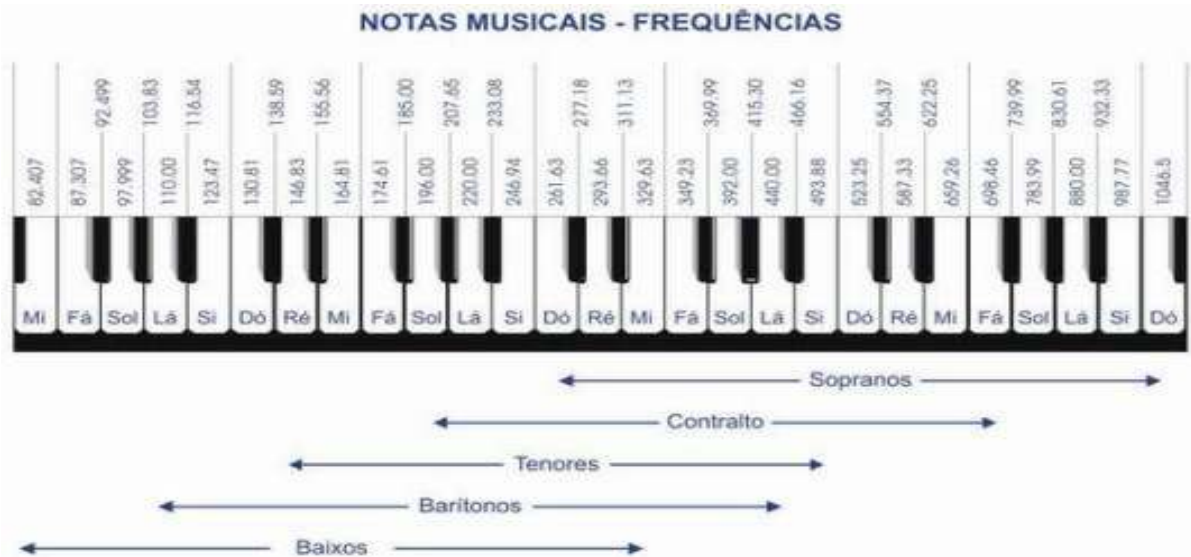 NOTAS MUSICAIS - FREQUÊNCIAS
92.499 103.83 116.54 138.59 155.56 185.00 207.65 233.08 277.18 311.13 369.99 415.30 466.16 554.37 622.25 739.99 830.61 932.33
82.407 87.307 97.999 110.00 123.47 130.81 146.83 164.81 174.61 196.00 220.00 246.94 261.63 293.66 329.63 349.23 392.00 440.00 493.88 523.25 587.33 659.26 698.46 783.99 880.00 987.77 1046.5
Mi Fá Sol Lá Si Dó Ré Mi Fá Sol Lá Si Dó Ré Mi Fá Sol Lá Si Dó Ré Mi Fá Sol Lá Si Dó
Sopranos
Contralto
Tenores
Barítonos
Baixos